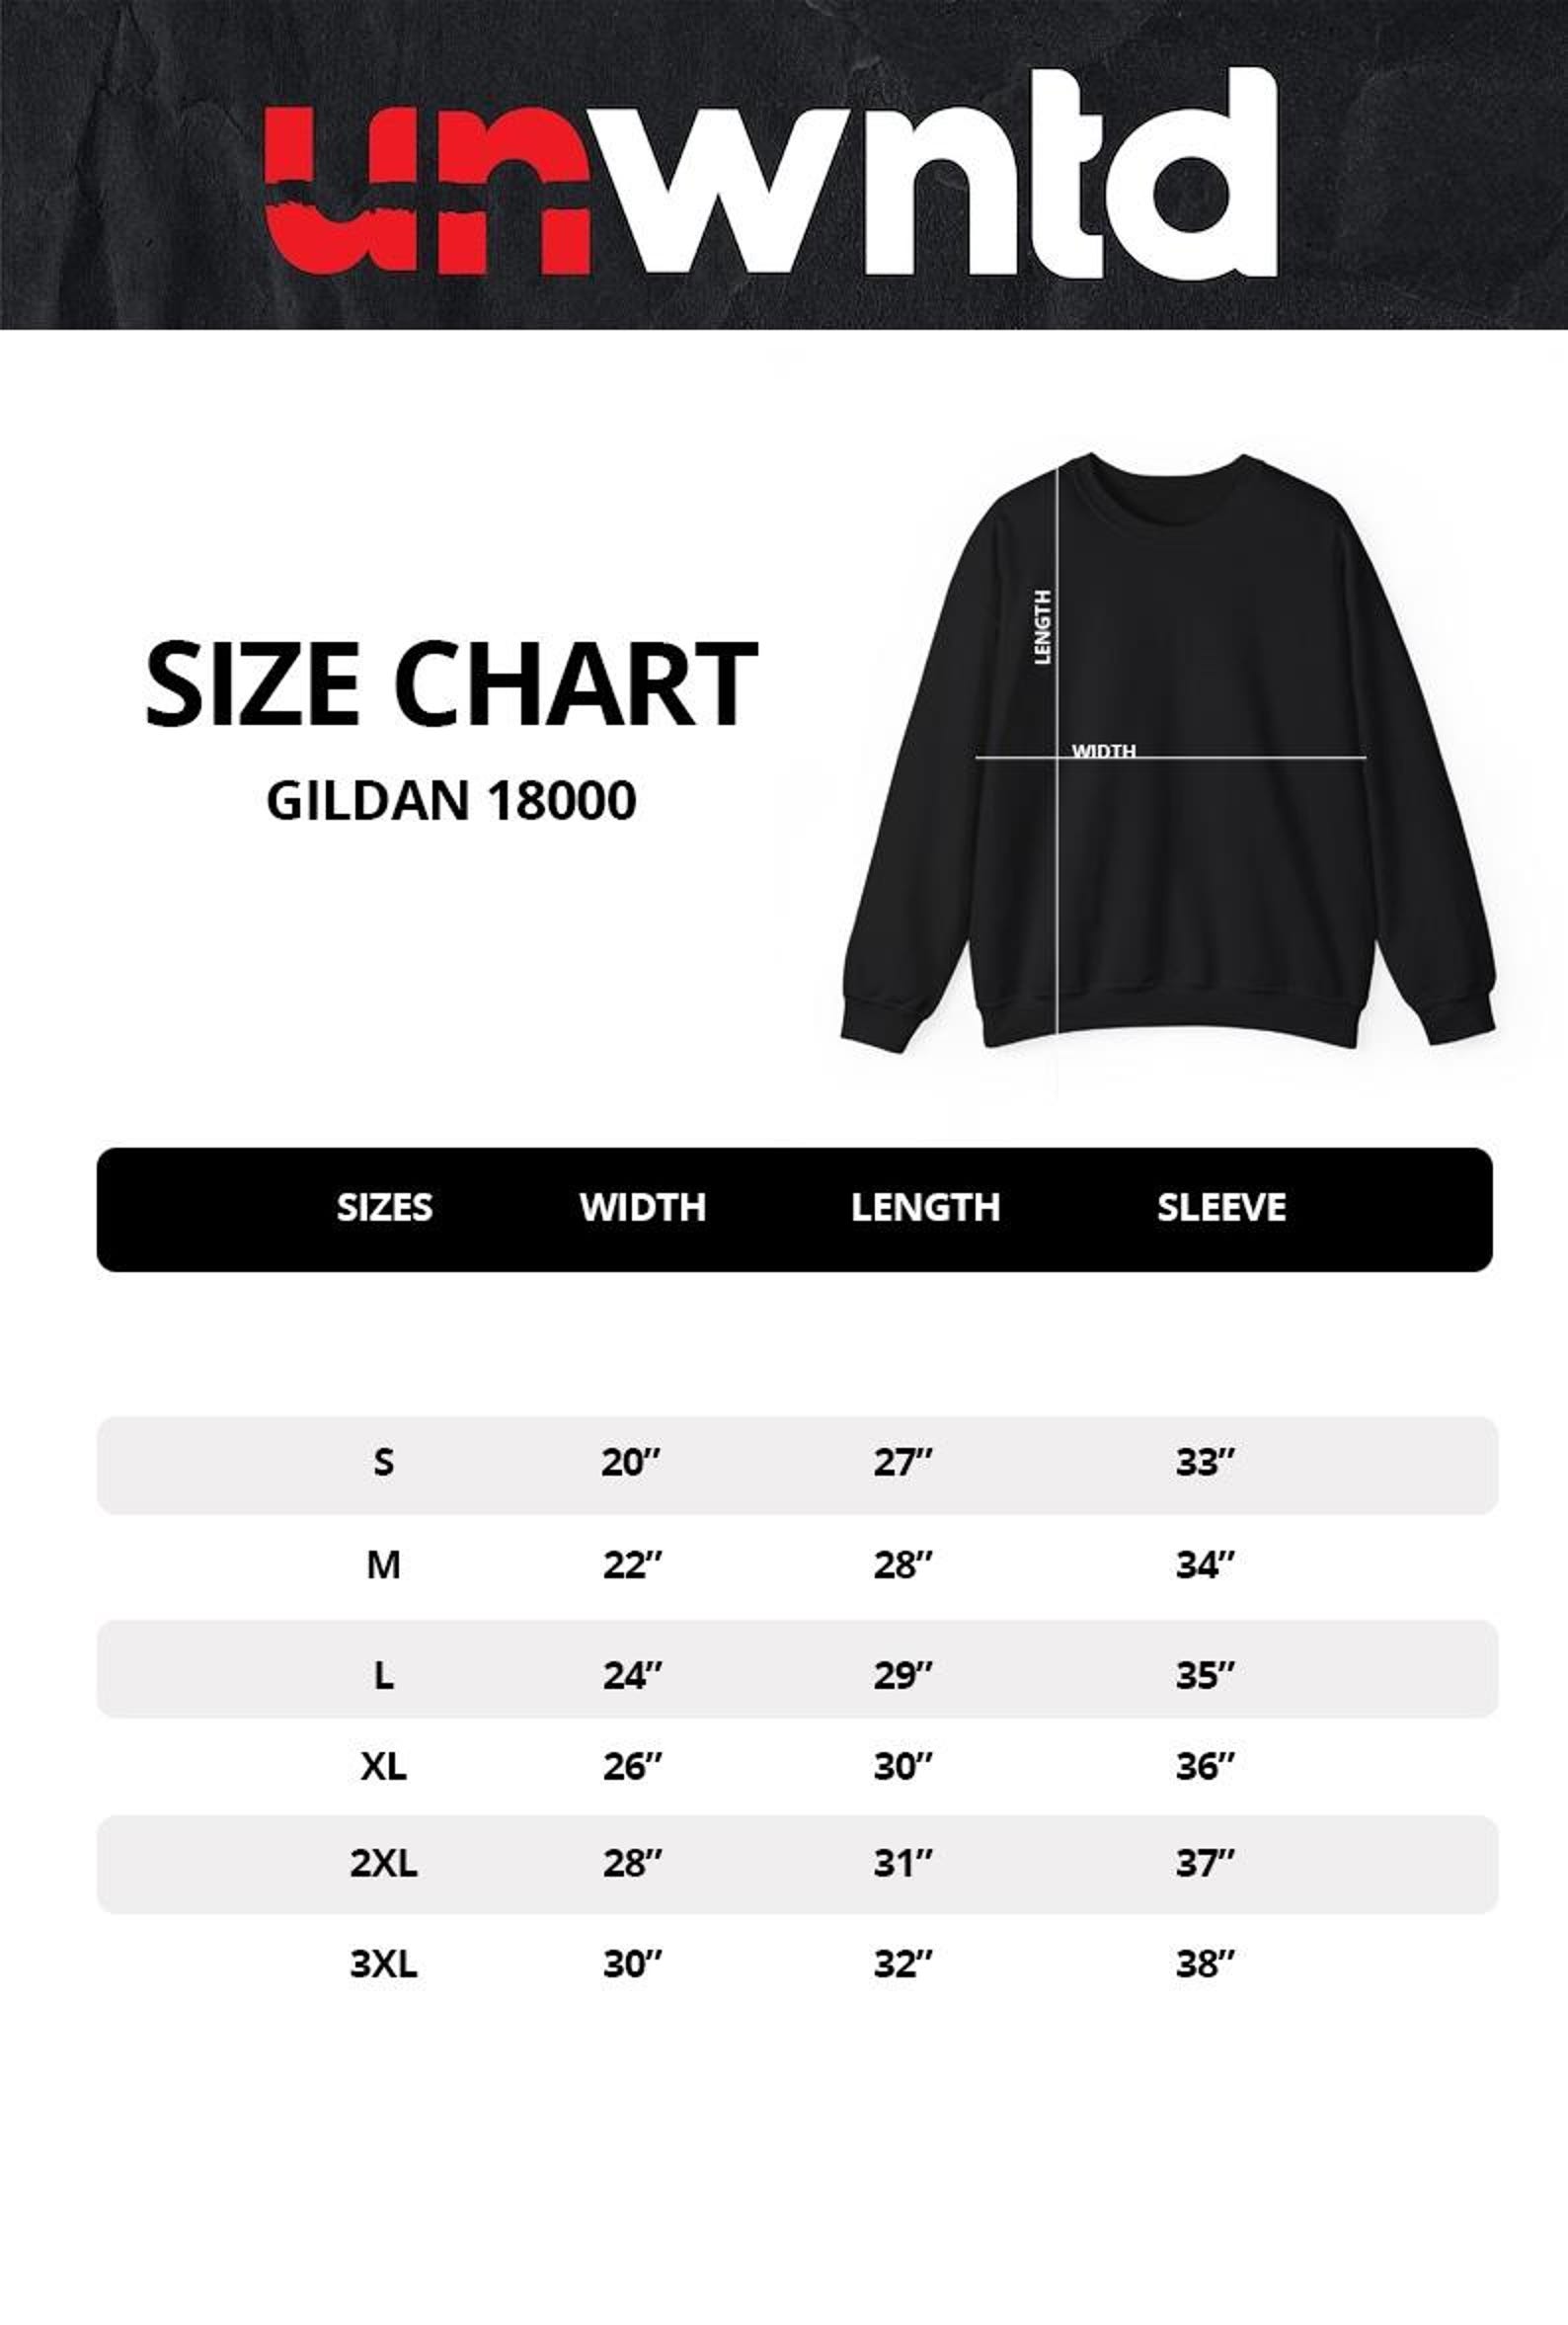 unwntd
SIZE CHART
GILDAN 18000
LENGTH
WIDTH
SIZES WIDTH LENGTH SLEEVE
S 20” 27” 33”
M 22” 28” 34”
L 24” 29” 35”
XL 26” 30” 36”
2XL 28” 31” 37”
3XL 30” 32” 38”